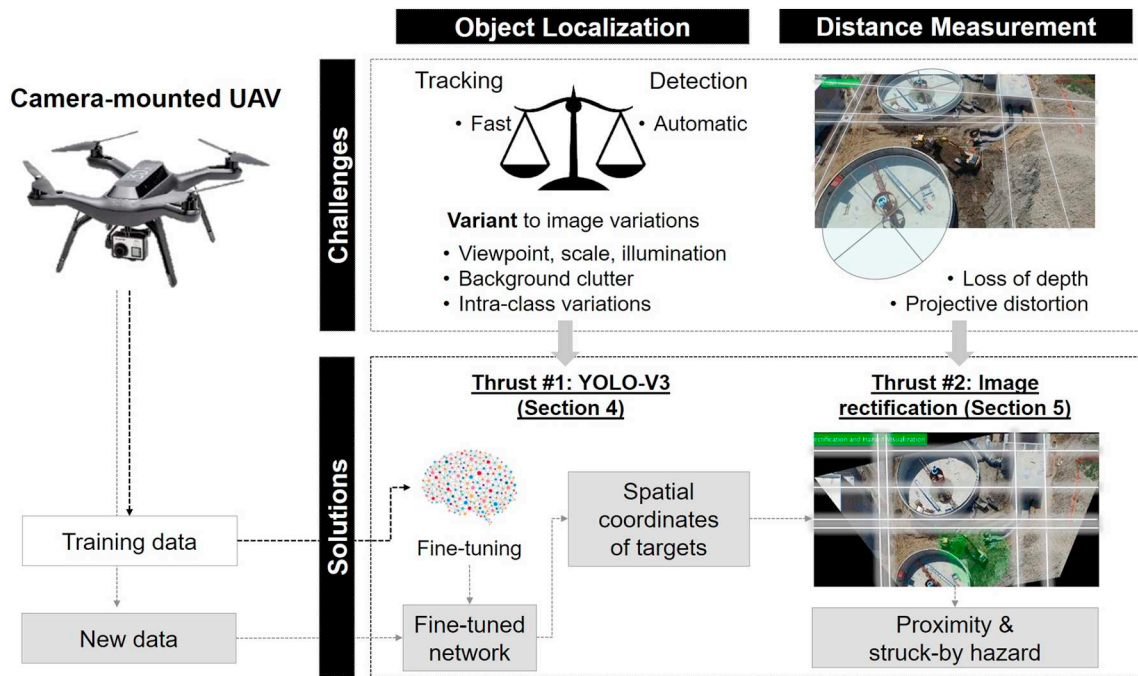 Object Localization
Distance Measurement
Camera-mounted UAV
Challenges
Tracking
• Fast
Detection
• Automatic
Variant to image variations
• Viewpoint, scale, illumination
• Background clutter
• Intra-class variations
• Loss of depth
• Projective distortion
Solutions
Thrust #1: YOLO-V3
(Section 4)
Thrust #2: Image
rectification (Section 5)
Training data
New data
Fine-tuning
Fine-tuned
network
Spatial
coordinates
of targets
Proximity &
struck-by hazard